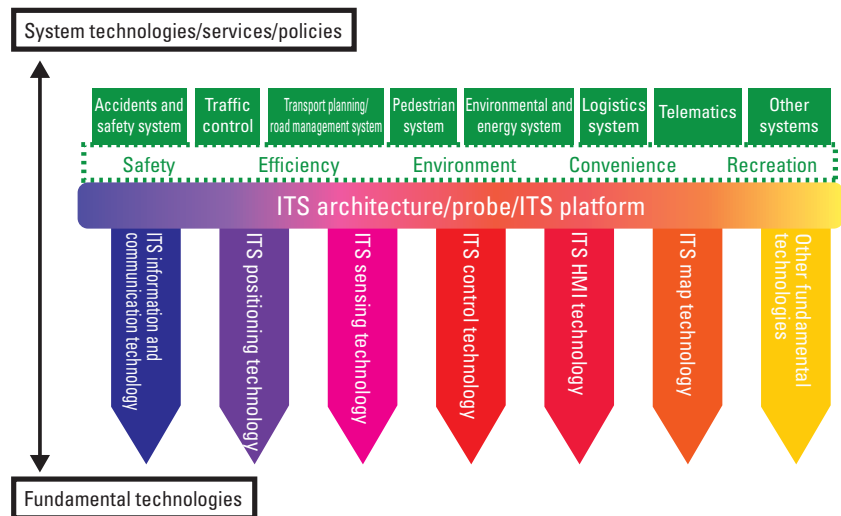 System technologies/services/policies
Accidents and
safety system
Traffic
control
Transport planning/
road management system
Pedestrian
system
Environmental and
energy system
Logistics
system
Telematics
Other
systems
Safety
Efficiency
Environment
Convenience
Recreation
ITS architecture/probe/ITS platform
ITS information and
communication technology
ITS positioning technology
ITS sensing technology
ITS control technology
ITS HMI technology
ITS map technology
Other fundamental
technologies
Fundamental technologies